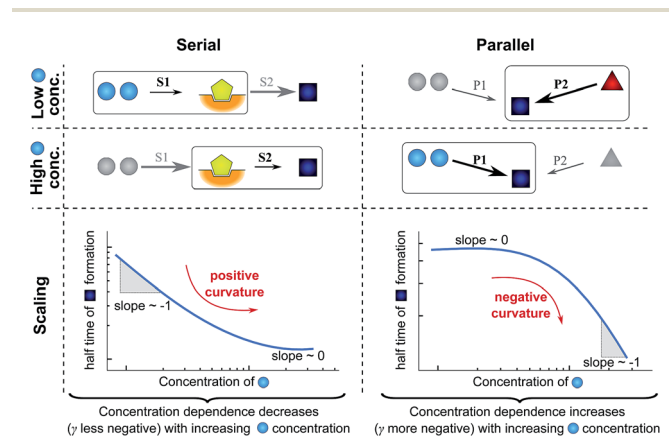 Serial
Parallel
Low
conc.
S1
S2
P1
P2
High
conc.
S1
S2
P1
P2
Scaling
half time of formation
positive
curvature
slope ~ -1
slope ~ 0
Concentration of
half time of formation
slope ~ 0
negative
curvature
slope ~ -1
Concentration of
Concentration dependence decreases
(γ less negative) with increasing concentration
Concentration dependence increases
(γ more negative) with increasing concentration